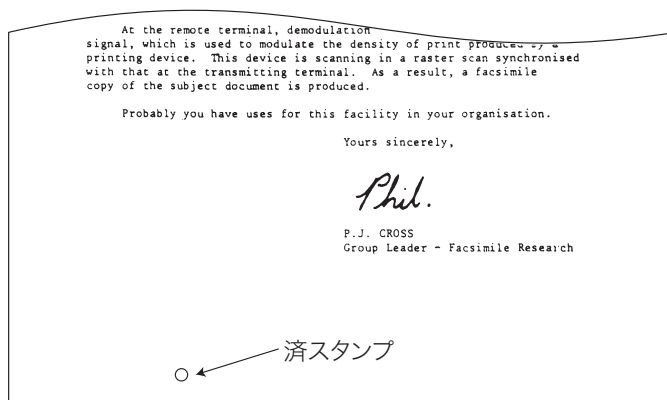 At the remote terminal, demodulation
signal, which is used to modulate the density of print produced by a
printing device. This device is scanning in a raster scan synchronised
with that at the transmitting terminal. As a result, a facsimile
copy of the subject document is produced.
Probably you have uses for this facility in your organisation.
Yours sincerely,
Phil.
P.J. CROSS
Group Leader - Facsimile Research
済スタンプ